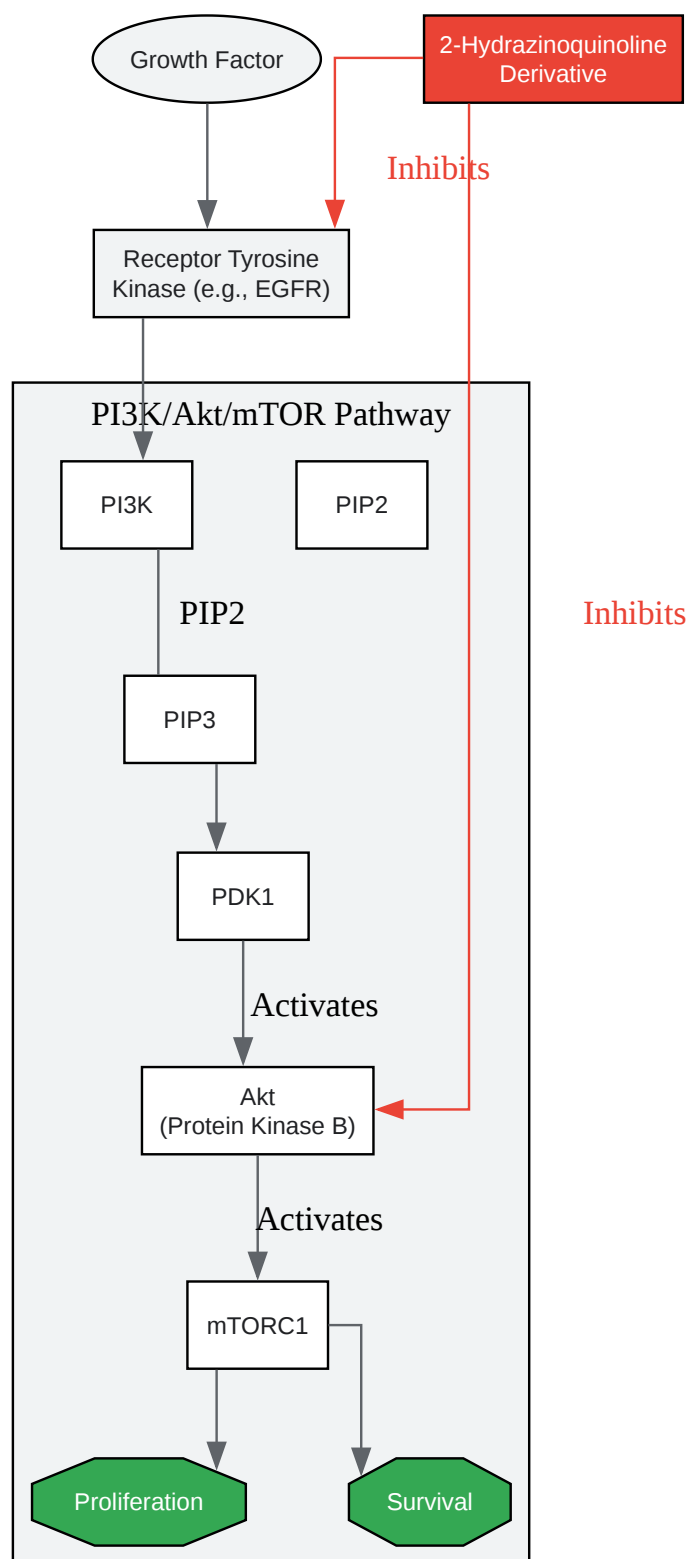 Growth Factor
2-Hydrazinoquinoline
Derivative
Inhibits
Receptor Tyrosine
Kinase (e.g., EGFR)
PI3K/Akt/mTOR Pathway
PI3K
PIP2
PIP2
Inhibits
PIP3
PDK1
Activates
Akt
(Protein Kinase B)
Activates
mTORC1
Proliferation
Survival